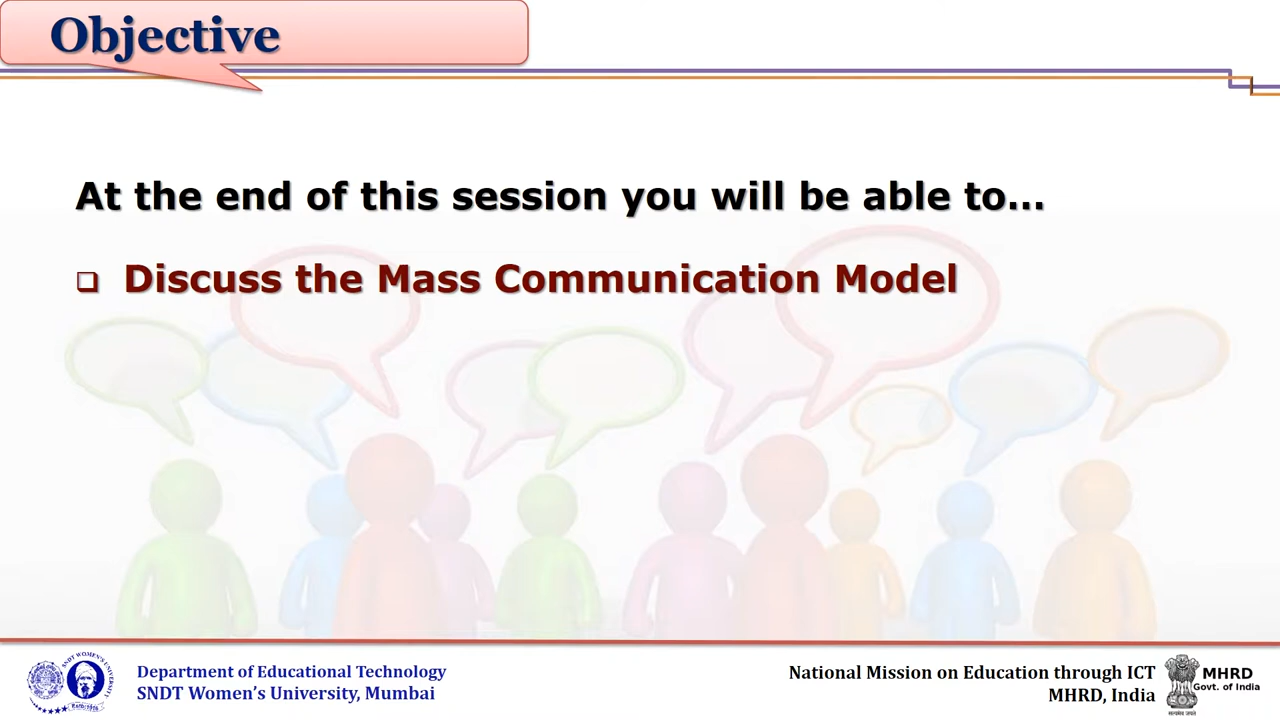 Objective
At the end of this session you will be able to...
Discuss the Mass Communication Model
Department of Educational Technology
SNDT Women's University, Mumbai
National Mission on Education through ICT
MHRD, India
MHRD
Govt. of India